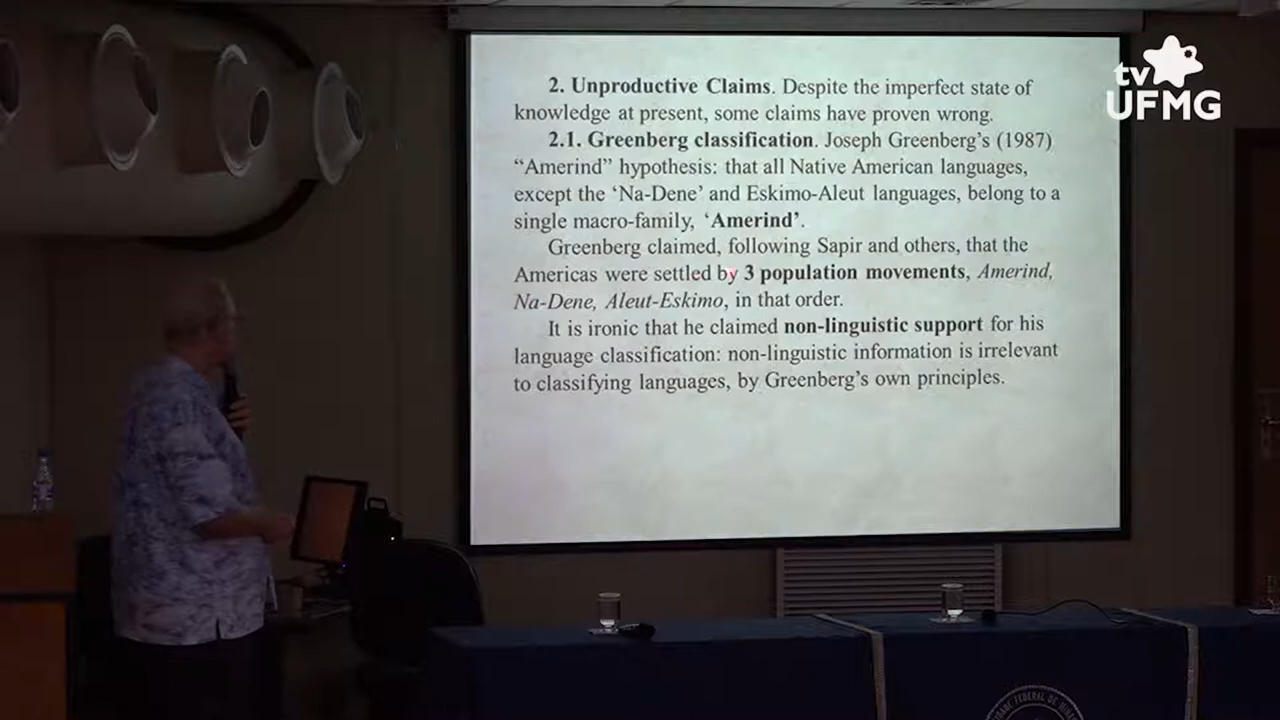 2. Unproductive Claims. Despite the imperfect state of
knowledge at present, some claims have proven wrong.
2.1. Greenberg classification. Joseph Greenberg's (1987)
“Amerind” hypothesis: that all Native American languages,
except the ‘Na-Dene’ and Eskimo-Aleut languages, belong to a
single macro-family, ‘Amerind’.
Greenberg claimed, following Sapir and others, that the
Americas were settled by 3 population movements, Amerind,
Na-Dene, Aleut-Eskimo, in that order.
It is ironic that he claimed non-linguistic support for his
language classification: non-linguistic information is irrelevant
to classifying languages, by Greenberg's own principles.
tv
UFMG
FEDERAL DE